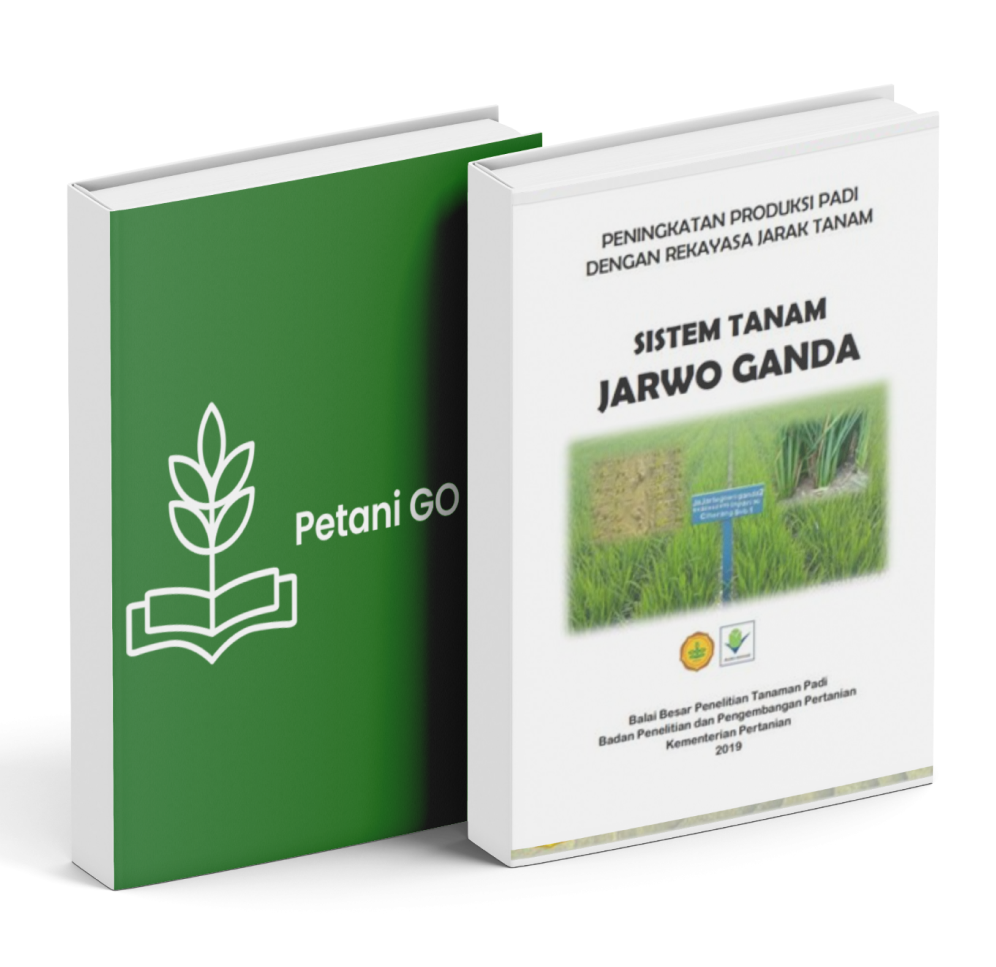 Petani GO
PENINGKATAN PRODUKSI PADI
DENGAN REKAYASA JARAK TANAM
SISTEM TANAM
JARWO GANDA
Balai Besar Penelitian Tanaman Padi
Badan Penelitian dan Pengembangan Pertanian
Kementerian Pertanian
2019